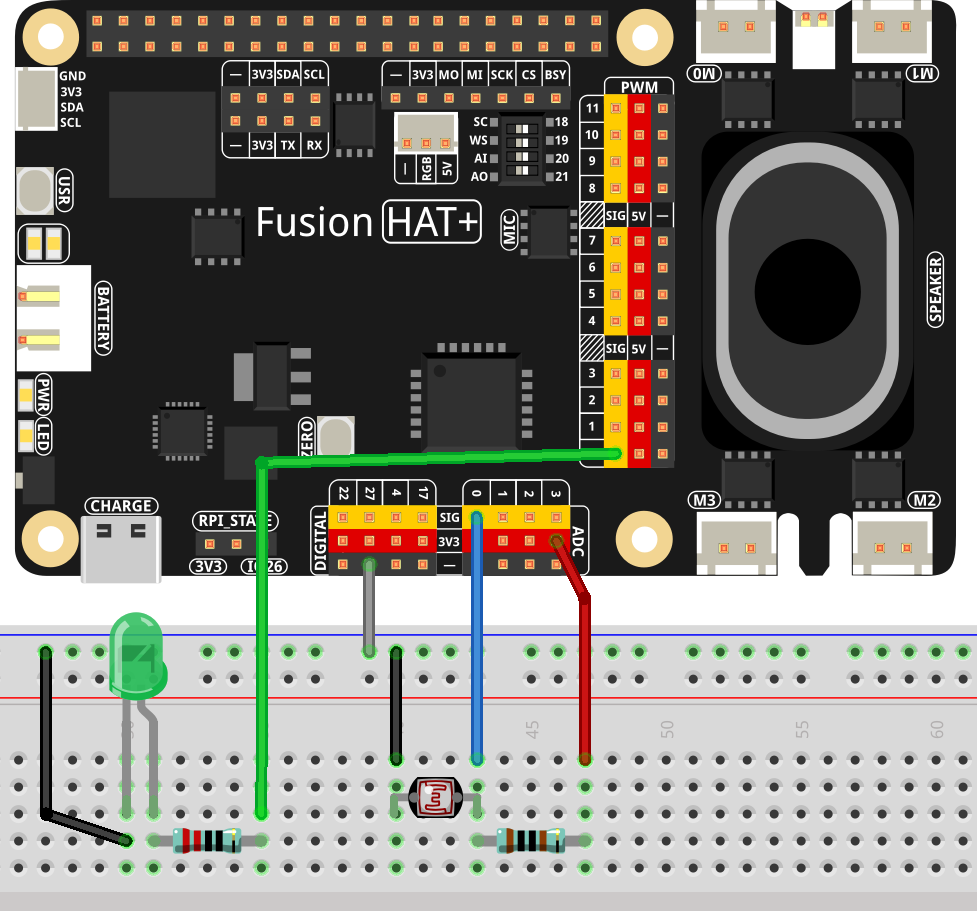 M0
M1
GND
3V3
SDA
SCL
— 3V3 SDA SCL
— 3V3 TX RX
— 3V3 MO MI SCK CS BSY
— RGB 5V
SC 18
WS 19
AI 20
AO 21
PWM
11
10
9
8
SIG 5V —
7
6
5
4
SIG 5V —
3
2
1
USR
Fusion HAT+
MIC
BATTERY
SPEAKER
PWR
LED
ZERO
CHARGE
RPI_STATE
3V3 IO26
DIGITAL
22 27 4 17
SIG
3V3
—
0 1 2 3
ADC
M3
M2
45 50 55 60